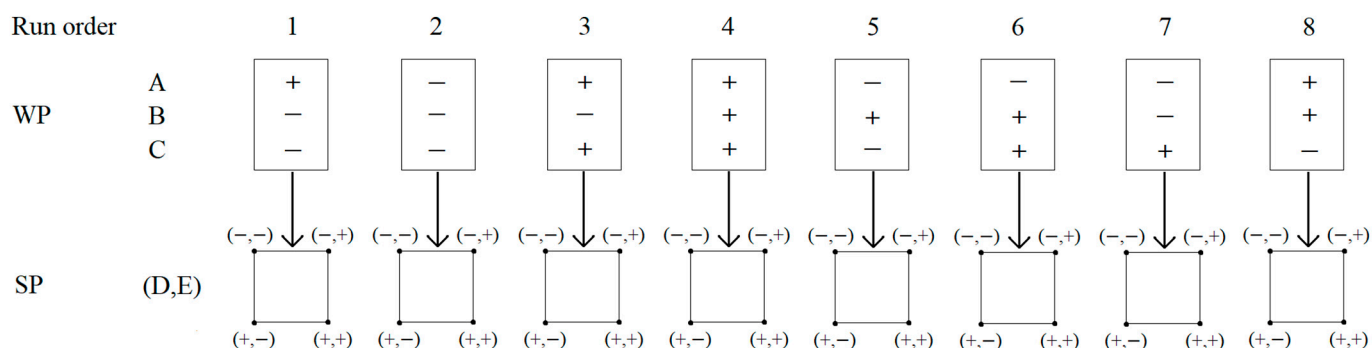 Run order 1 2 3 4 5 6 7 8
A + − + + − − − +
WP B − − − + + + − +
C − − + + − + + −
(−,−) (−,+) (−,−) (−,+) (−,−) (−,+) (−,−) (−,+) (−,−) (−,+) (−,−) (−,+) (−,−) (−,+) (−,−) (−,+)
SP (D,E)
(+,−) (+,+) (+,−) (+,+) (+,−) (+,+) (+,−) (+,+) (+,−) (+,+) (+,−) (+,+) (+,−) (+,+) (+,−) (+,+)